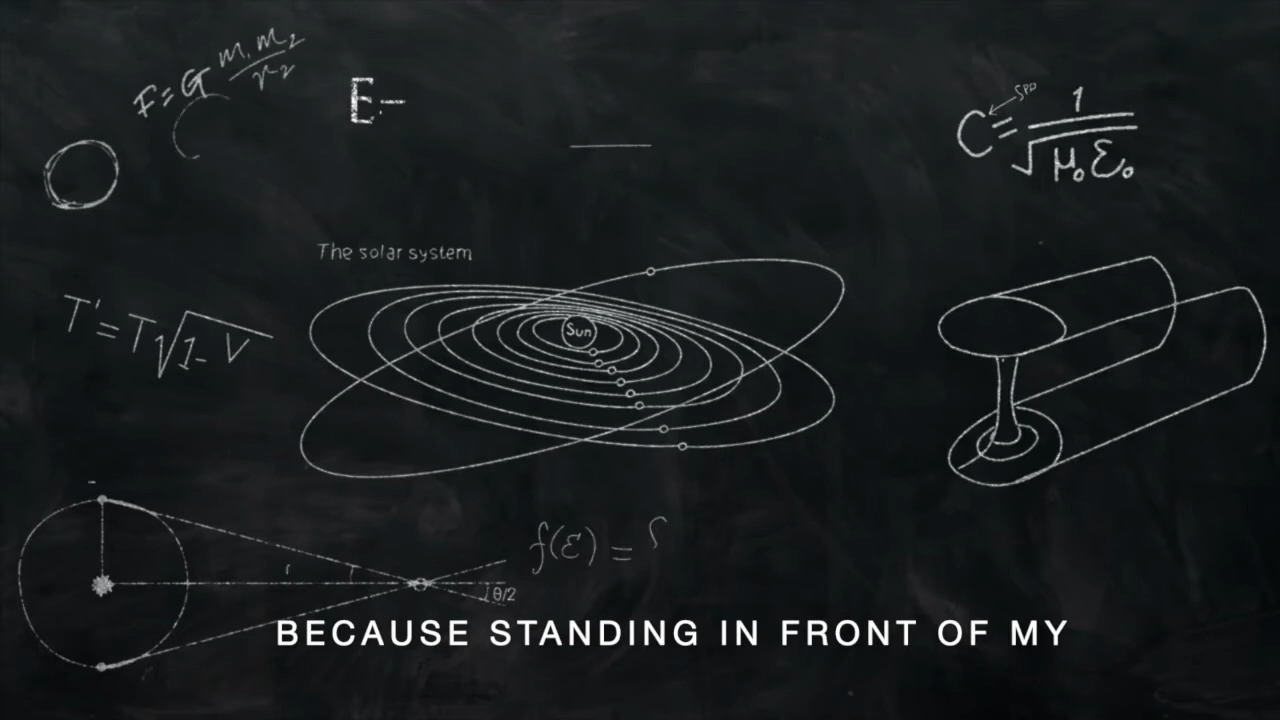 F=G m₁m₂/r²
E-
SPD
C=1/√μ₀ε₀
The solar system
Sun
T'=T√1-V
f(ε) =
θ/2
BECAUSE STANDING IN FRONT OF MY